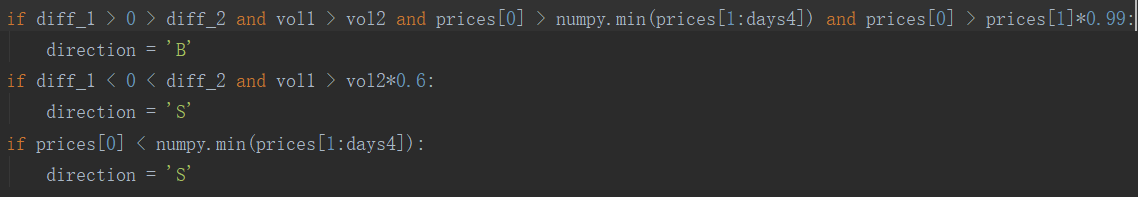 if diff_1 > 0 > diff_2 and vol1 > vol2 and prices[0] > numpy.min(prices[1:days4]) and prices[0] > prices[1]*0.99:
    direction = 'B'
if diff_1 < 0 < diff_2 and vol1 > vol2*0.6:
    direction = 'S'
if prices[0] < numpy.min(prices[1:days4]):
    direction = 'S'